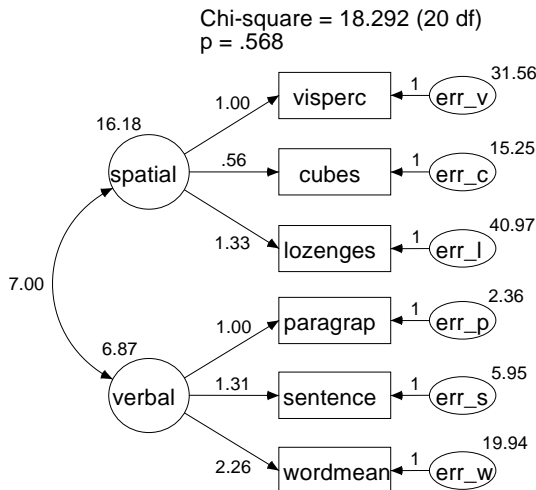 Chi-square = 18.292 (20 df)
p = .568
31.56
1.00
visperc
1
err_v
16.18
15.25
spatial
.56
cubes
1
err_c
40.97
1.33
lozenges
1
err_l
7.00
2.36
1.00
paragrap
1
err_p
6.87
5.95
verbal
1.31
sentence
1
err_s
19.94
2.26
wordmean
1
err_w